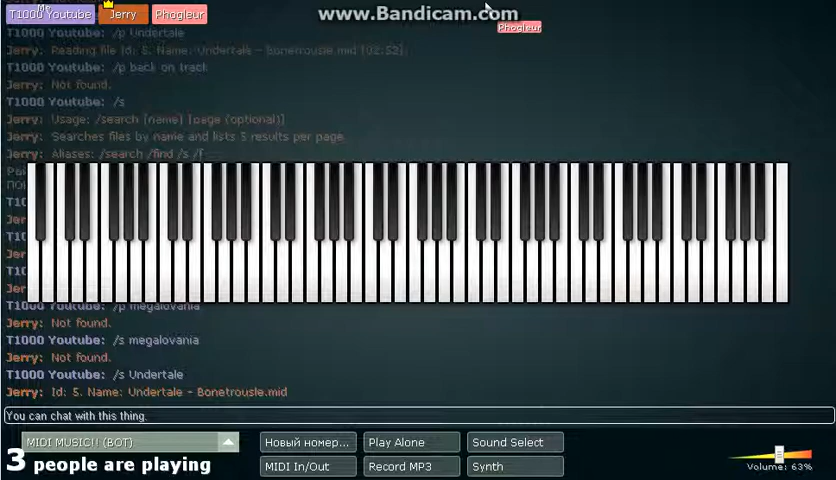 T1000 Youtube
Me
Jerry
Phogleur
www.Bandicam.com
Phogleur
T1000 Youtube: /p Undertale
Jerry: Reading file Id: 5. Name: Undertale - Bonetrousle.mid [02:52]
T1000 Youtube: /p back on track
Jerry: Not found.
T1000 Youtube: /s
Jerry: Usage: /search [name] [page (optional)]
Jerry: Searches files by name and lists 5 results per page
Jerry: Aliases: /search /find /s /f
T1000 Youtube: /p megalovania
Jerry: Not found.
T1000 Youtube: /s megalovania
Jerry: Not found.
T1000 Youtube: /s Undertale
Jerry: Id: 5. Name: Undertale - Bonetrousle.mid
You can chat with this thing.
MIDI MUSIC!! (BOT)
Новый номер...
Play Alone
Sound Select
3 people are playing
MIDI In/Out
Record MP3
Synth
Volume: 63%